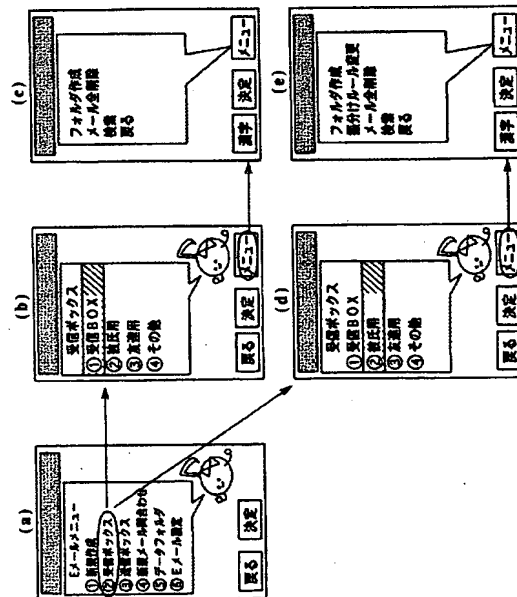 (a)
Eメールメニュー
①新規作成
②受信ボックス
③送信ボックス
④新規メール問合わせ
⑤データフォルダ
⑥Eメール設定
戻る
決定
(b)
受信ボックス
①受信BOX
②彼氏用
③友達用
④その他
戻る
決定
メニュー
(c)
フォルダ作成
メール全削除
検索
戻る
漢字
決定
メニュー
(d)
受信ボックス
①受信BOX
②彼氏用
③友達用
④その他
戻る
決定
メニュー
(e)
フォルダ作成
振分けルール変更
メール全削除
検索
戻る
漢字
決定
メニュー